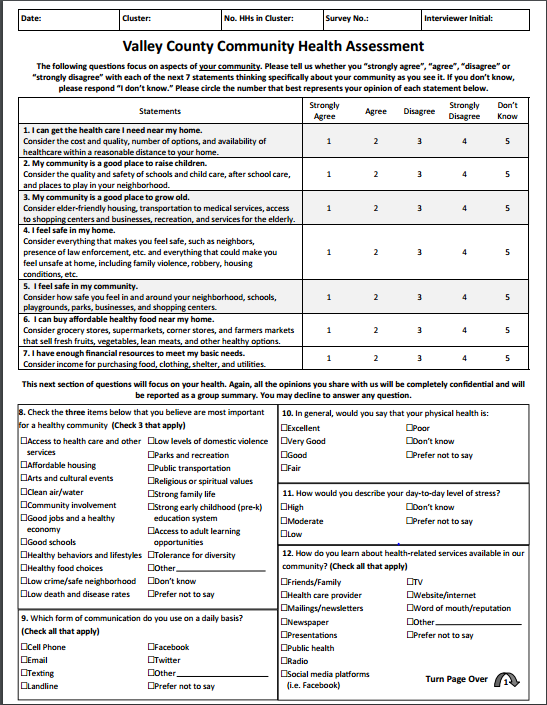 Date: Cluster: No. HHs in Cluster: Survey No.: Interviewer Initial:
Valley County Community Health Assessment
The following questions focus on aspects of your community. Please tell us whether you “strongly agree”, “agree”, “disagree” or
“strongly disagree” with each of the next 7 statements thinking specifically about your community as you see it. If you don’t know,
please respond “I don’t know.” Please circle the number that best represents your opinion of each statement below.
Statements Strongly Agree Agree Disagree Strongly Disagree Don’t Know
1. I can get the health care I need near my home.
Consider the cost and quality, number of options, and availability of
healthcare within a reasonable distance to your home.
1 2 3 4 5
2. My community is a good place to raise children.
Consider the quality and safety of schools and child care, after school care,
and places to play in your neighborhood.
1 2 3 4 5
3. My community is a good place to grow old.
Consider elder-friendly housing, transportation to medical services, access
to shopping centers and businesses, recreation, and services for the elderly.
1 2 3 4 5
4. I feel safe in my home.
Consider everything that makes you feel safe, such as neighbors,
presence of law enforcement, etc. and everything that could make you
feel unsafe at home, including family violence, robbery, housing
conditions, etc.
1 2 3 4 5
5. I feel safe in my community.
Consider how safe you feel in and around your neighborhood, schools,
playgrounds, parks, businesses, and shopping centers.
1 2 3 4 5
6. I can buy affordable healthy food near my home.
Consider grocery stores, supermarkets, corner stores, and farmers markets
that sell fresh fruits, vegetables, lean meats, and other healthy options.
1 2 3 4 5
7. I have enough financial resources to meet my basic needs.
Consider income for purchasing food, clothing, shelter, and utilities.
1 2 3 4 5
This next section of questions will focus on your health. Again, all the opinions you share with us will be completely confidential and will
be reported as a group summary. You may decline to answer any question.
8. Check the three items below that you believe are most important
for a healthy community (Check 3 that apply)
☐Access to health care and other
services
☐Affordable housing
☐Arts and cultural events
☐Clean air/water
☐Community involvement
☐Good jobs and a healthy
economy
☐Good schools
☐Healthy behaviors and lifestyles
☐Healthy food choices
☐Low crime/safe neighborhood
☐Low death and disease rates
☐Low levels of domestic violence
☐Parks and recreation
☐Public transportation
☐Religious or spiritual values
☐Strong family life
☐Strong early childhood (pre-k)
education system
☐Access to adult learning
opportunities
☐Tolerance for diversity
☐Other
☐Don’t know
☐Prefer not to say
9. Which form of communication do you use on a daily basis?
(Check all that apply)
☐Cell Phone
☐Email
☐Texting
☐Landline
☐Facebook
☐Twitter
☐Other
☐Prefer not to say
10. In general, would you say that your physical health is:
☐Excellent
☐Very Good
☐Good
☐Fair
☐Poor
☐Don’t know
☐Prefer not to say
11. How would you describe your day-to-day level of stress?
☐High
☐Moderate
☐Low
☐Don’t know
☐Prefer not to say
12. How do you learn about health-related services available in our
community? (Check all that apply)
☐Friends/Family
☐Health care provider
☐Mailings/newsletters
☐Newspaper
☐Presentations
☐Public health
☐Radio
☐Social media platforms
(i.e. Facebook)
☐TV
☐Website/internet
☐Word of mouth/reputation
☐Other
☐Prefer not to say
Turn Page Over 1